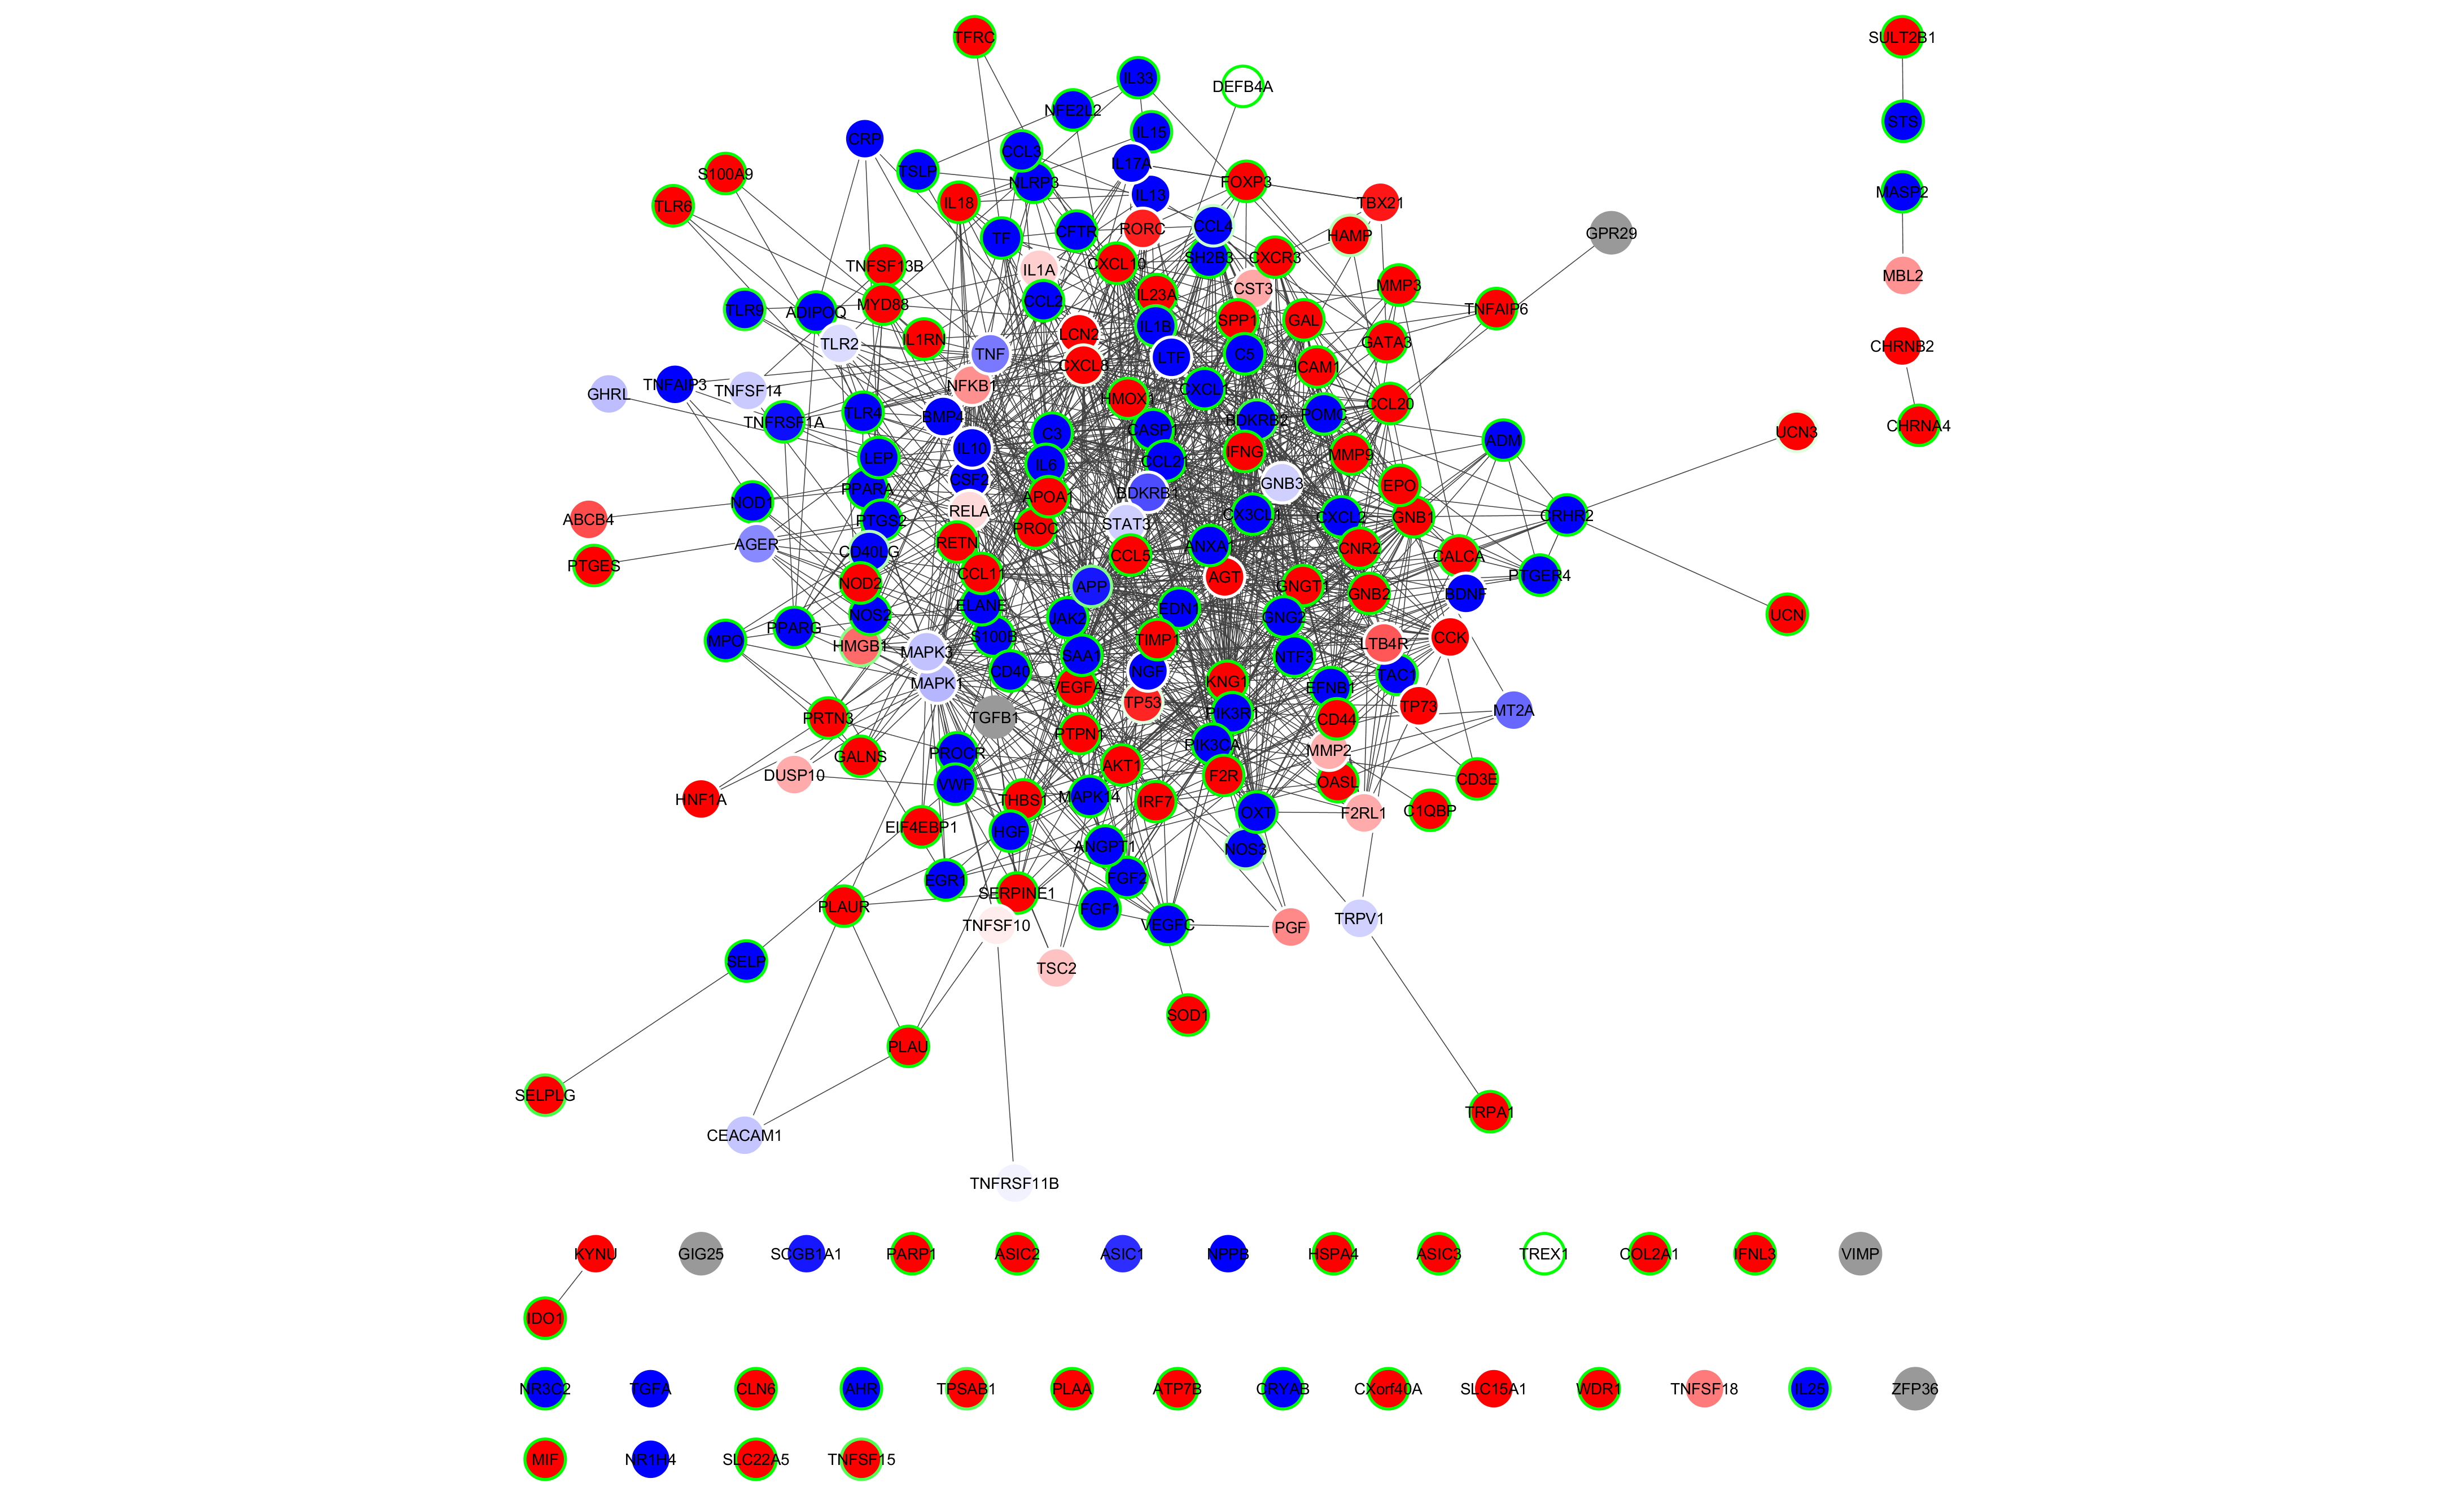 TFRC
SULT2B1
IL33
DEFB4A
NFE2L2
STS
IL15
CRP
CCL3
IL17A
TSLP
S100A9
NLRP3
FOXP3
IL13
MASP2
IL18
TLR6
TBX21
CCL4
RORC
GPR29
CFTR
HAMP
TF
SH2B3
CXCR3
CXCL10
TNFSF13B
IL1A
MBL2
MMP3
CST3
IL23A
CCL2
MYD88
TLR9
TNFAIP6
ADIPOQ
SPP1
GAL
IL1B
LCN2
IL1RN
GATA3
TLR2
CHRNB2
TNF
C5
LTF
CXCL8
ICAM1
TNFAIP3
NFKB1
CXCL1
TNFSF14
GHRL
HMOX1
CCL20
TLR4
POMC
BMP4
BDKRB2
TNFRSF1A
CHRNA4
CASP1
UCN3
C3
ADM
IL10
IFNG
MMP9
LEP
CCL21
IL6
CSF2
GNB3
EPO
PPARA
BDKRB1
APOA1
NOD1
RELA
CX3CL1
CXCL2
GNB1
CRHR2
ABCB4
PTGS2
STAT3
PROC
RETN
AGER
ANXA1
CNR2
CD40LG
CCL5
CALCA
PTGES
CCL11
PTGER4
AGT
NOD2
APP
GNGT1
GNB2
BDNF
ELANE
EDN1
NOS2
UCN
GNG2
JAK2
PPARG
S100B
CCK
MPO
TIMP1
LTB4R
HMGB1
MAPK3
SAA1
NTF3
CD40
NGF
TAC1
KNG1
MAPK1
VEGFA
EFNB1
TP53
TP73
MT2A
PIK3R1
TGFB1
PRTN3
CD44
PTPN1
PIK3CA
MMP2
PROCR
GALNS
AKT1
DUSP10
F2R
CD3E
OASL
VWF
MAPK14
HNF1A
THBS1
IRF7
C1QBP
OXT
F2RL1
EIF4EBP1
HGF
ANGPT1
NOS3
FGF2
EGR1
SERPINE1
PLAUR
FGF1
TRPV1
VEGFC
TNFSF10
PGF
SELP
TSC2
SOD1
PLAU
SELPLG
TRPA1
CEACAM1
TNFRSF11B
KYNU
GIG25
SCGB1A1
PARP1
ASIC2
ASIC1
NPPB
HSPA4
ASIC3
TREX1
COL2A1
IFNL3
VIMP
IDO1
NR3C2
TGFA
CLN6
AHR
TPSAB1
PLAA
ATP7B
CRYAB
CXorf40A
SLC15A1
WDR1
TNFSF18
IL25
ZFP36
MIF
NR1H4
SLC22A5
TNFSF15